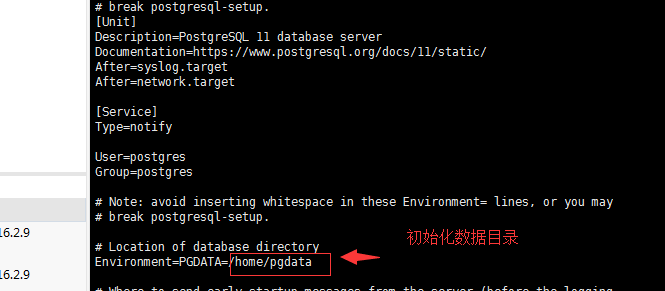 # break postgresql-setup.
[Unit]
Description=PostgreSQL 11 database server
Documentation=https://www.postgresql.org/docs/11/static/
After=syslog.target
After=network.target
[Service]
Type=notify
User=postgres
Group=postgres
# Note: avoid inserting whitespace in these Environment= lines, or you may
# break postgresql-setup.
16.2.9
初始化数据目录
# Location of database directory
Environment=PGDATA=/home/pgdata
16.2.9
# Where to send early-startup messages from the server (before the logging